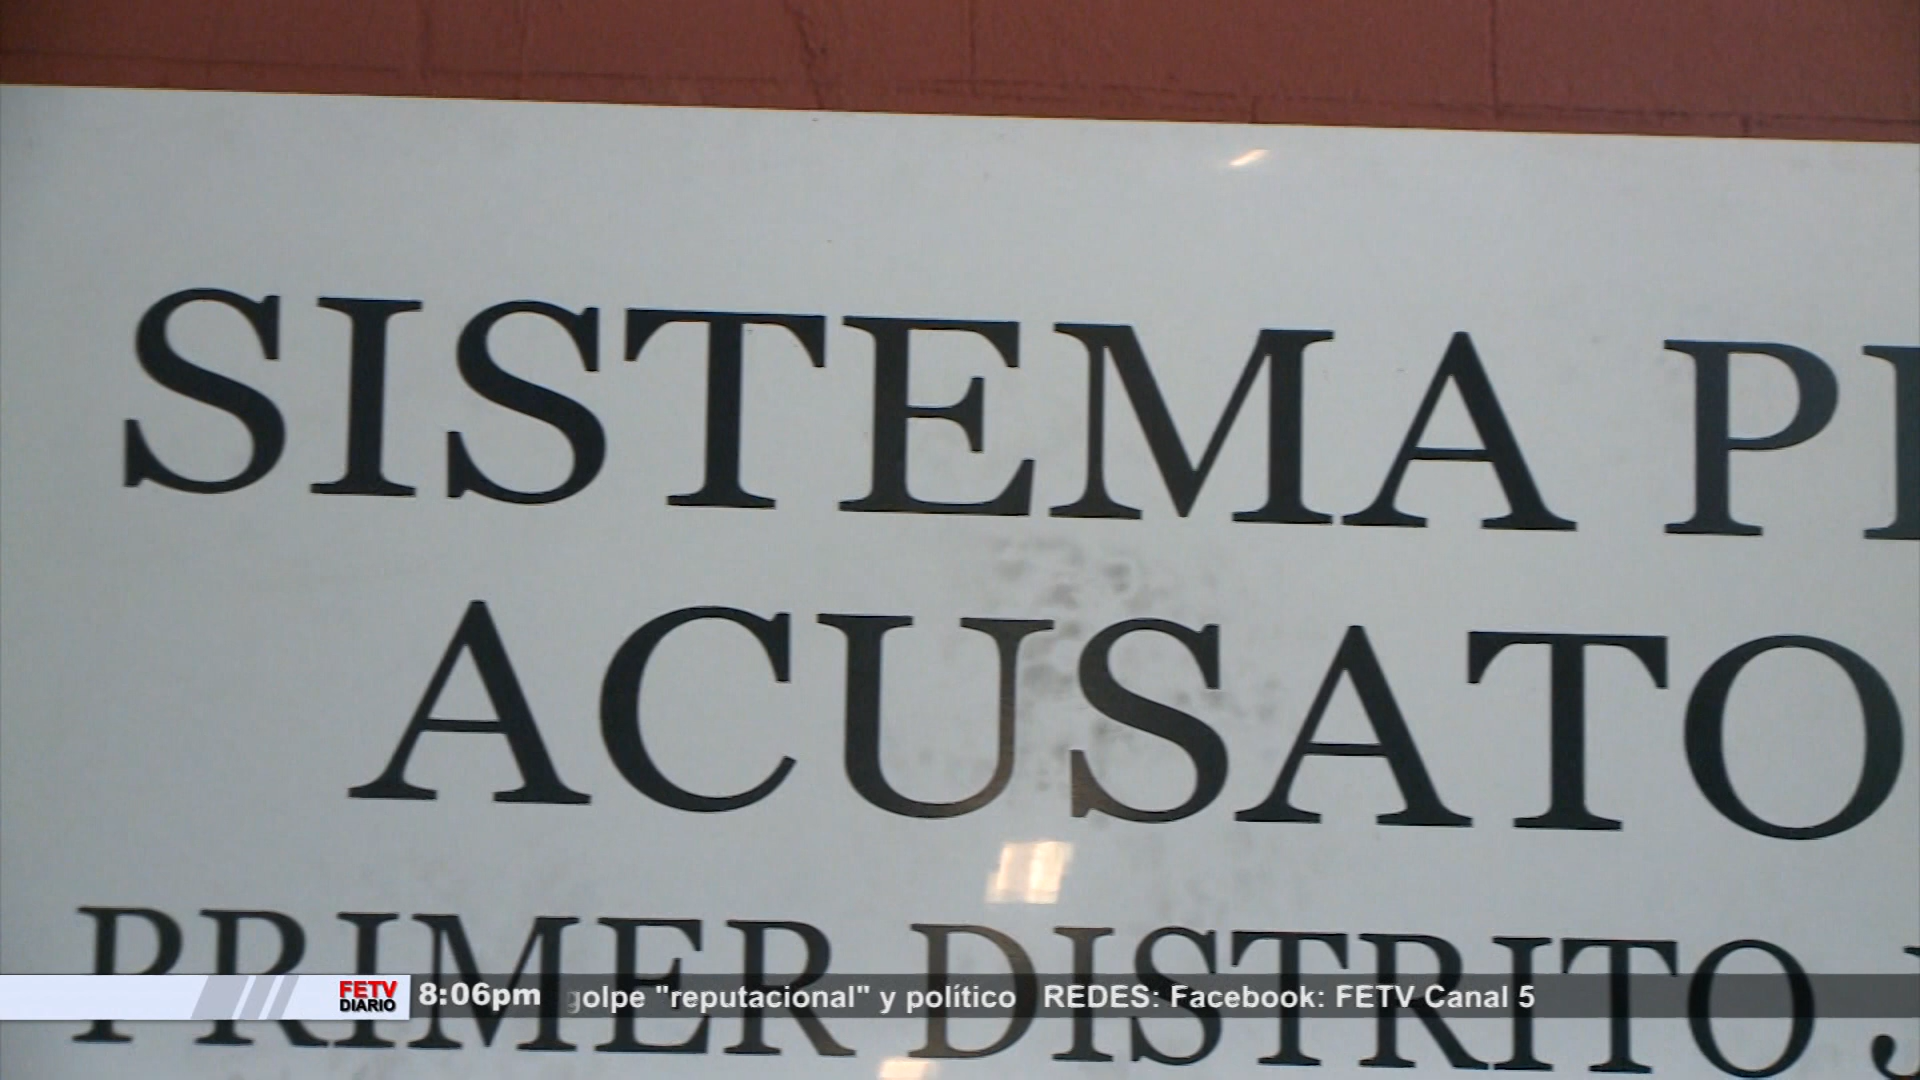 SISTEMA
ACUSATO
PRIMER DISTRITO
FETV
DIARIO
8:06pm
golpe "reputacional" y político REDES: Facebook: FETV Canal 5